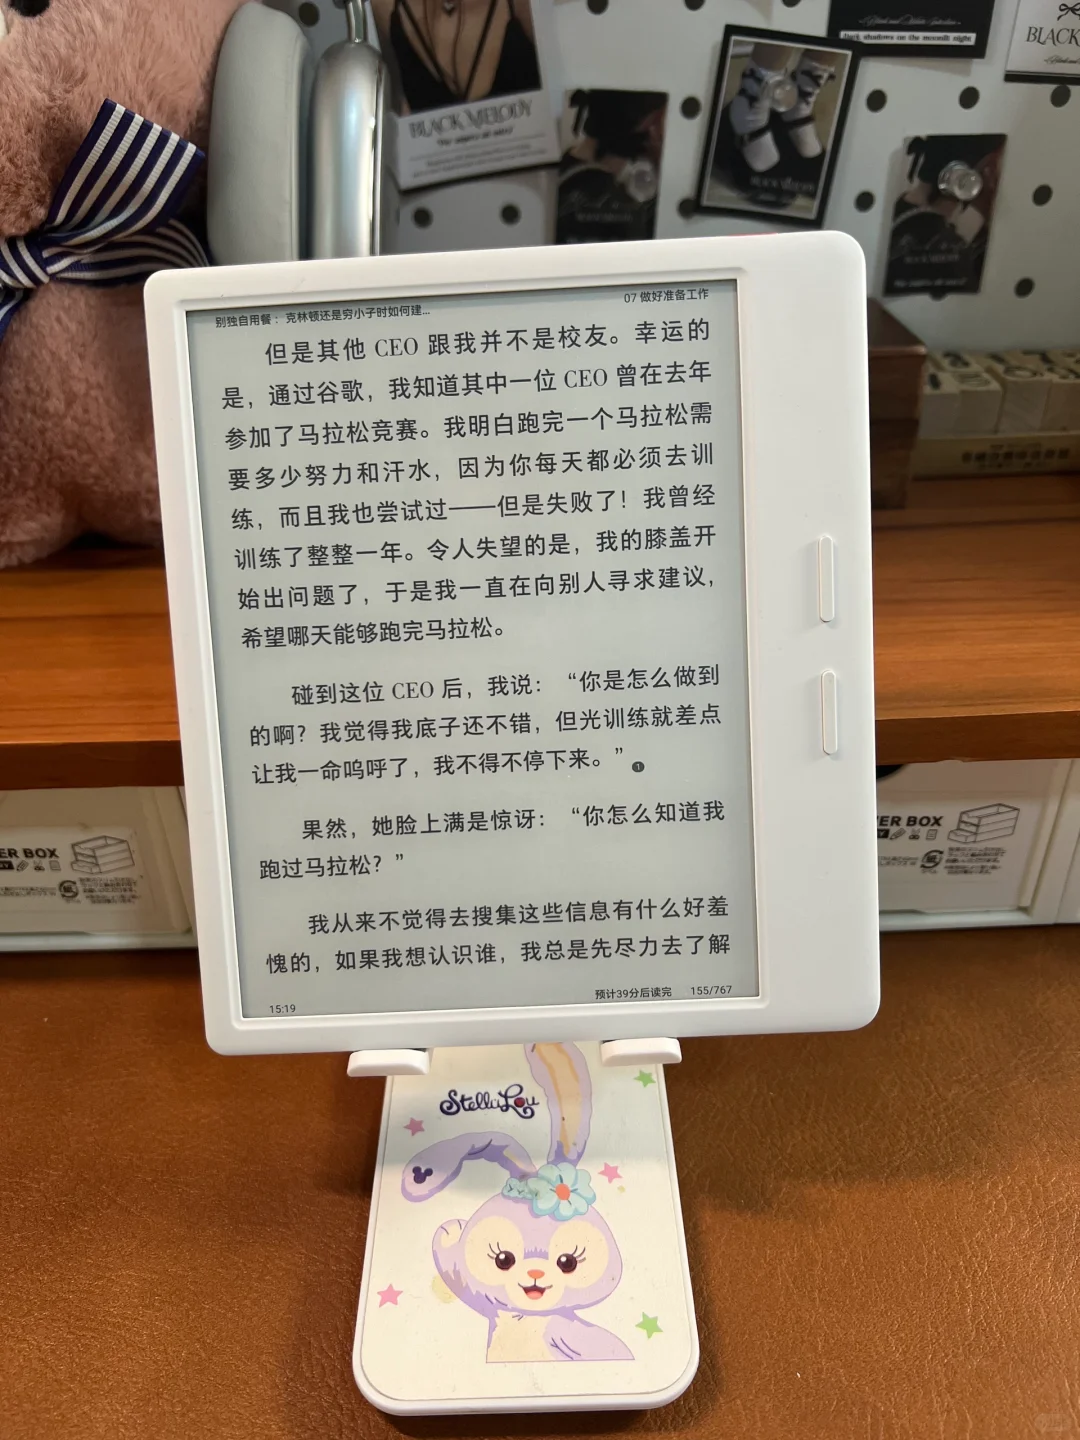 BLACK MELODY
Dark shadows on the moonlit night
BLACK
别独自用餐：克林顿还是穷小子时如何建...
07 做好准备工作
但是其他 CEO 跟我并不是校友。幸运的
是，通过谷歌，我知道其中一位 CEO 曾在去年
参加了马拉松竞赛。我明白跑完一个马拉松需
要多少努力和汗水，因为你每天都必须去训
练，而且我也尝试过——但是失败了！我曾经
训练了整整一年。令人失望的是，我的膝盖开
始出问题了，于是我一直在向别人寻求建议，
希望哪天能够跑完马拉松。
碰到这位 CEO 后，我说：“你是怎么做到
的啊？我觉得我底子还不错，但光训练就差点
让我一命呜呼了，我不得不停下来。”1
果然，她脸上满是惊讶：“你怎么知道我
跑过马拉松？”
我从来不觉得去搜集这些信息有什么好羞
愧的，如果我想认识谁，我总是先尽力去了解
15:19
预计39分后读完 155/767
ER BOX
ER BOX
StellaLou